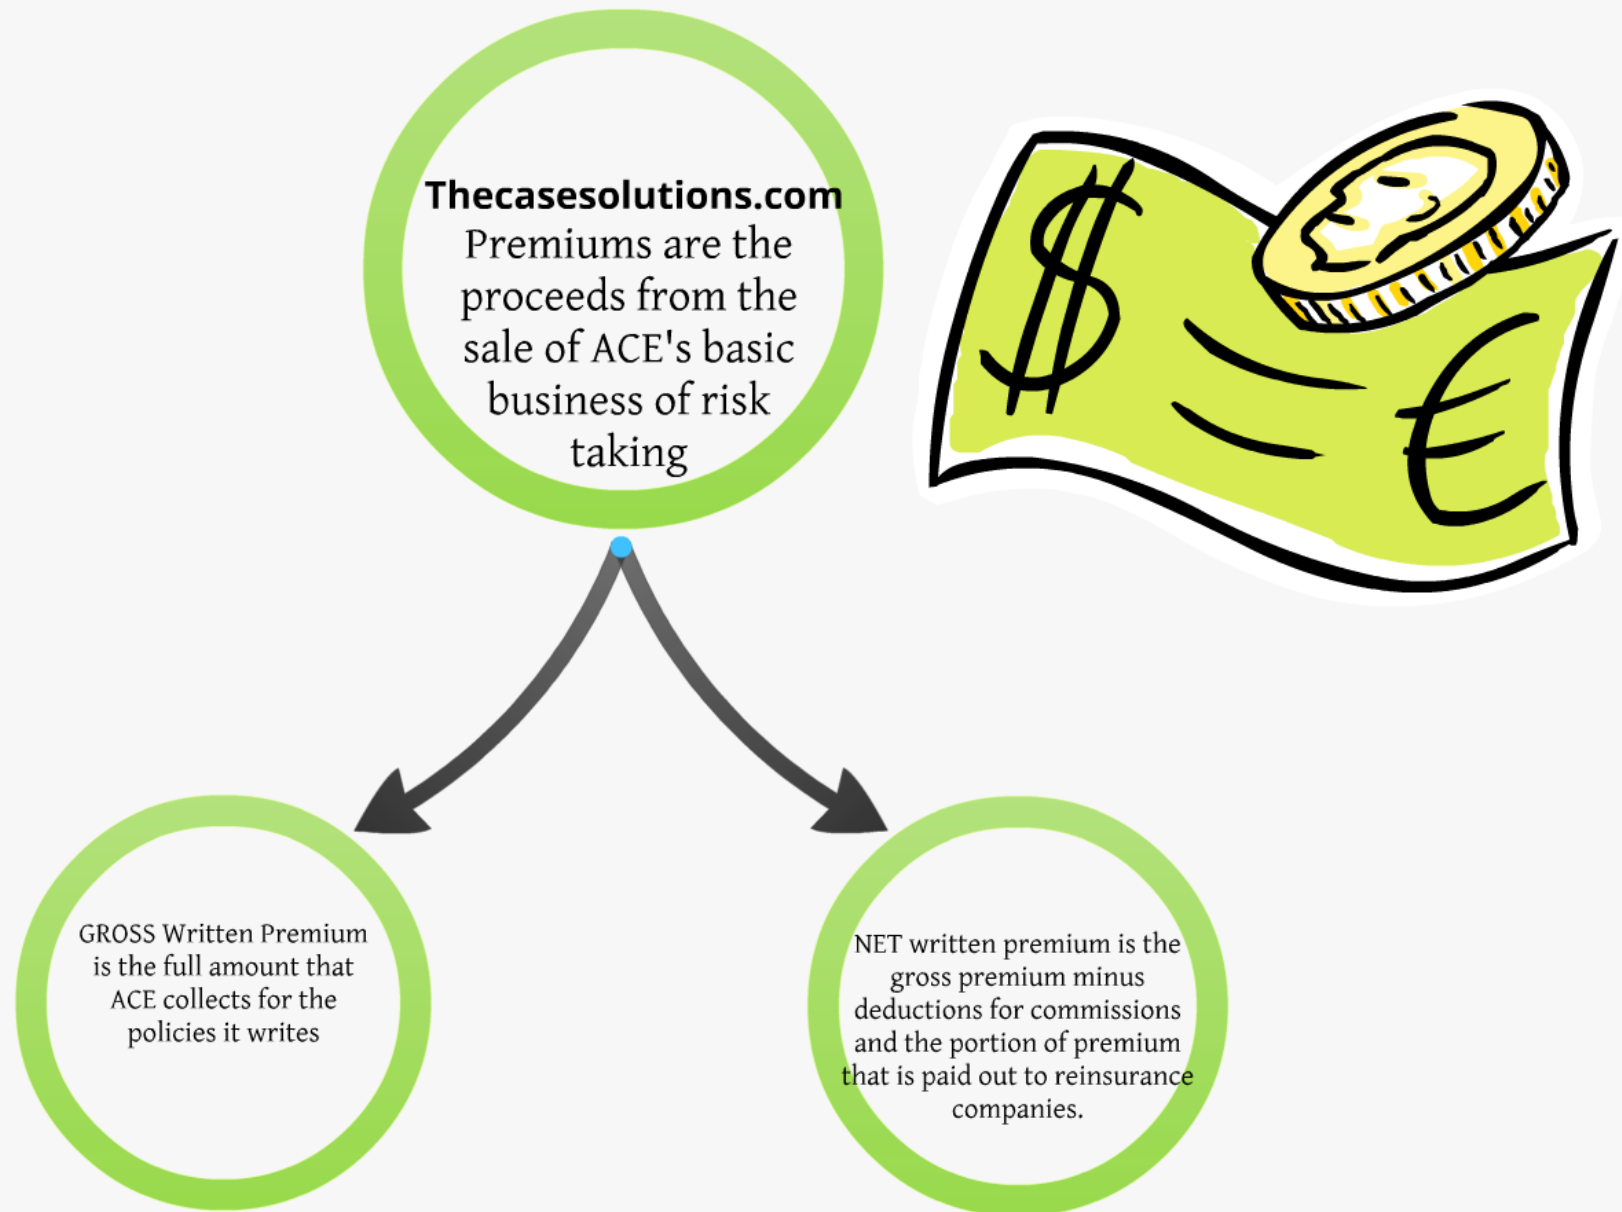 Thecasesolutions.com
Premiums are the
proceeds from the
sale of ACE's basic
business of risk
taking
$ = €
GROSS Written Premium
is the full amount that
ACE collects for the
policies it writes
NET written premium is the
gross premium minus
deductions for commissions
and the portion of premium
that is paid out to reinsurance
companies.